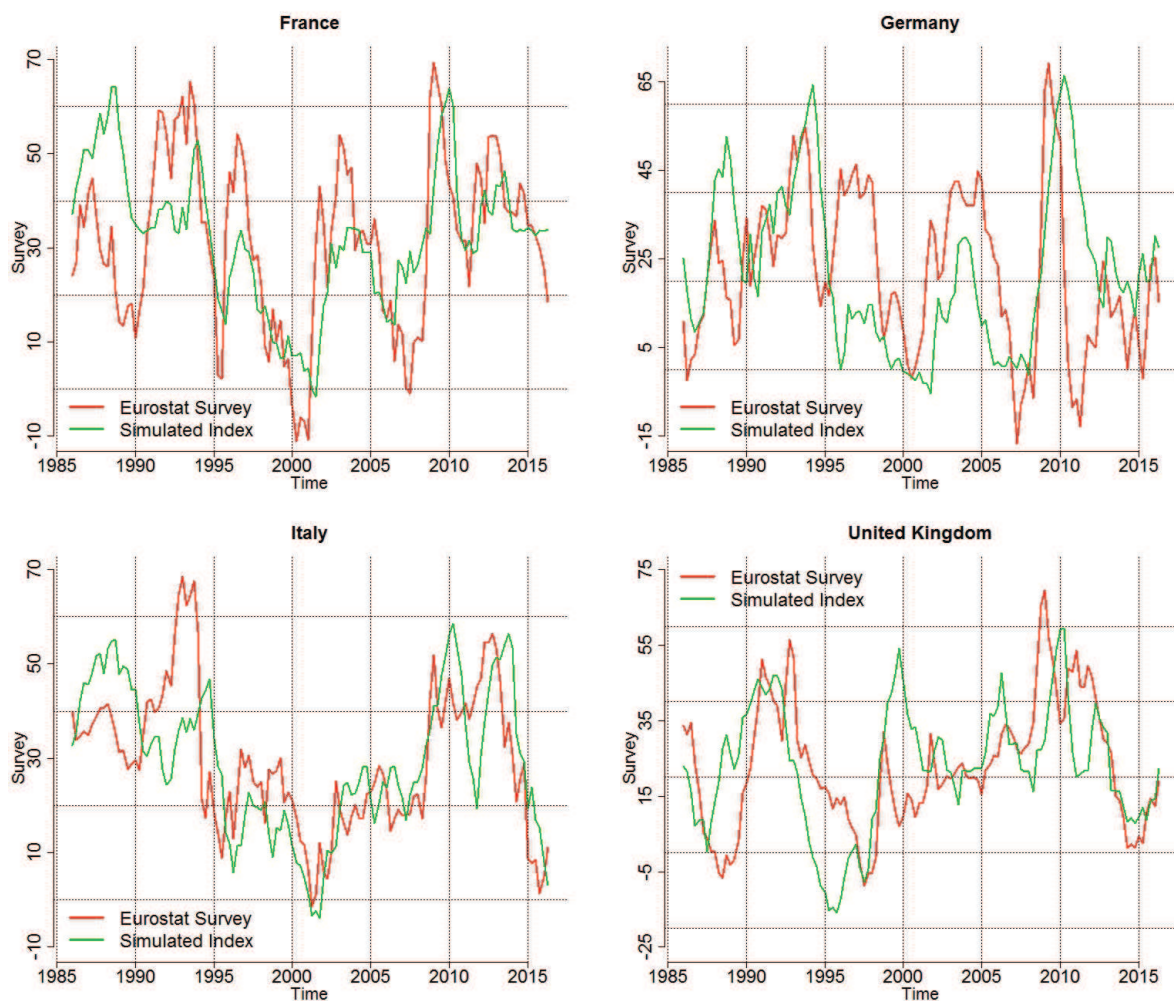 France
Survey
-10 10 30 50 70
Eurostat Survey
Simulated Index
1985 1990 1995 2000 2005 2010 2015
Time
Germany
Survey
-15 5 25 45 65
Eurostat Survey
Simulated Index
1985 1990 1995 2000 2005 2010 2015
Time
Italy
Survey
-10 10 30 50 70
Eurostat Survey
Simulated Index
1985 1990 1995 2000 2005 2010 2015
Time
United Kingdom
Eurostat Survey
Simulated Index
Survey
-25 -5 15 35 55 75
1985 1990 1995 2000 2005 2010 2015
Time